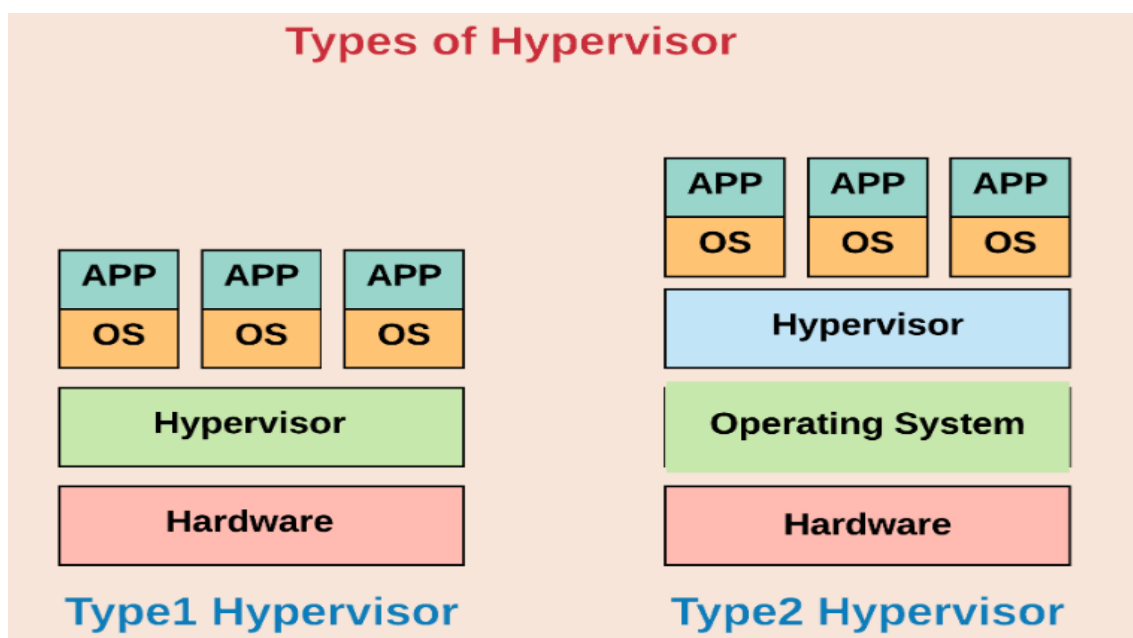 Types of Hypervisor
APP APP APP
OS OS OS
Hypervisor
Hardware
Type1 Hypervisor
APP APP APP
OS OS OS
Hypervisor
Operating System
Hardware
Type2 Hypervisor